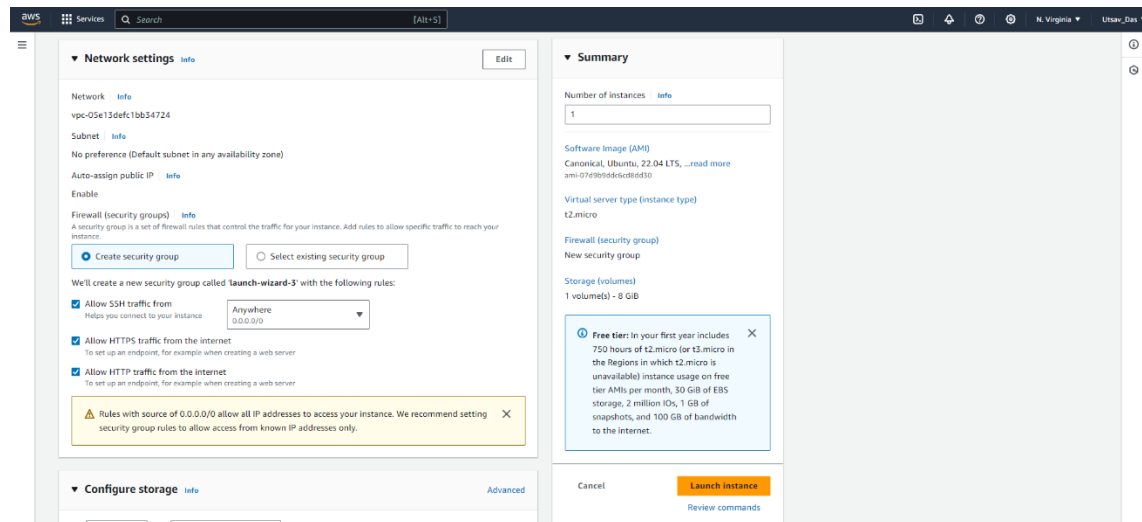 aws
Services
Search
[Alt+S]
N. Virginia
Utsav_Das
Network settings Info
Edit
Network Info
vpc-05e13defc1bb34724
Subnet Info
No preference (Default subnet in any availability zone)
Auto-assign public IP Info
Enable
Firewall (security groups) Info
A security group is a set of firewall rules that control the traffic for your instance. Add rules to allow specific traffic to reach your
instance.
Create security group
Select existing security group
We'll create a new security group called 'launch-wizard-3' with the following rules:
Allow SSH traffic from
Helps you connect to your instance
Anywhere
0.0.0.0/0
Allow HTTPS traffic from the internet
To set up an endpoint, for example when creating a web server
Allow HTTP traffic from the internet
To set up an endpoint, for example when creating a web server
Rules with source of 0.0.0.0/0 allow all IP addresses to access your instance. We recommend setting
security group rules to allow access from known IP addresses only.
Configure storage Info
Advanced
Summary
Number of instances Info
1
Software Image (AMI)
Canonical, Ubuntu, 22.04 LTS, ...read more
ami-07d9b9ddc6cd8dd30
Virtual server type (instance type)
t2.micro
Firewall (security group)
New security group
Storage (volumes)
1 volume(s) - 8 GiB
Free tier: In your first year includes
750 hours of t2.micro (or t3.micro in
the Regions in which t2.micro is
unavailable) instance usage on free
tier AMIs per month, 30 GiB of EBS
storage, 2 million IOs, 1 GB of
snapshots, and 100 GB of bandwidth
to the internet.
Cancel
Launch instance
Review commands